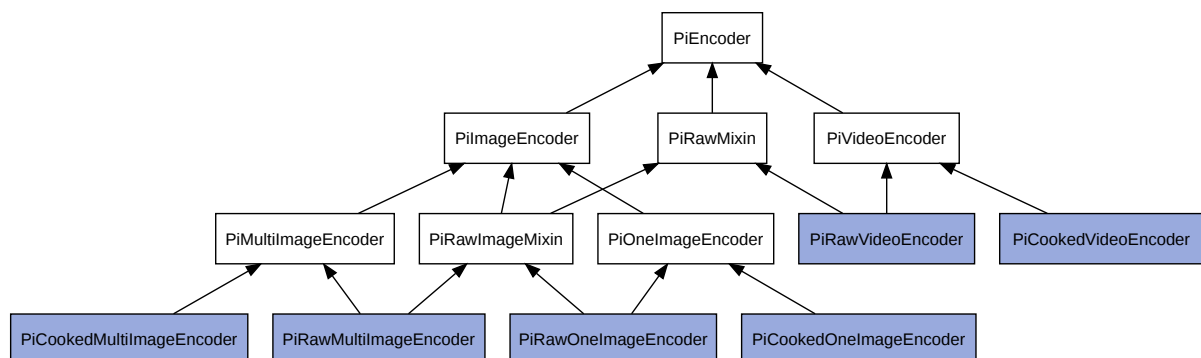 PiEncoder
PiImageEncoder
PiRawMixin
PiVideoEncoder
PiMultiImageEncoder
PiRawImageMixin
PiOneImageEncoder
PiRawVideoEncoder
PiCookedVideoEncoder
PiCookedMultiImageEncoder
PiRawMultiImageEncoder
PiRawOneImageEncoder
PiCookedOneImageEncoder